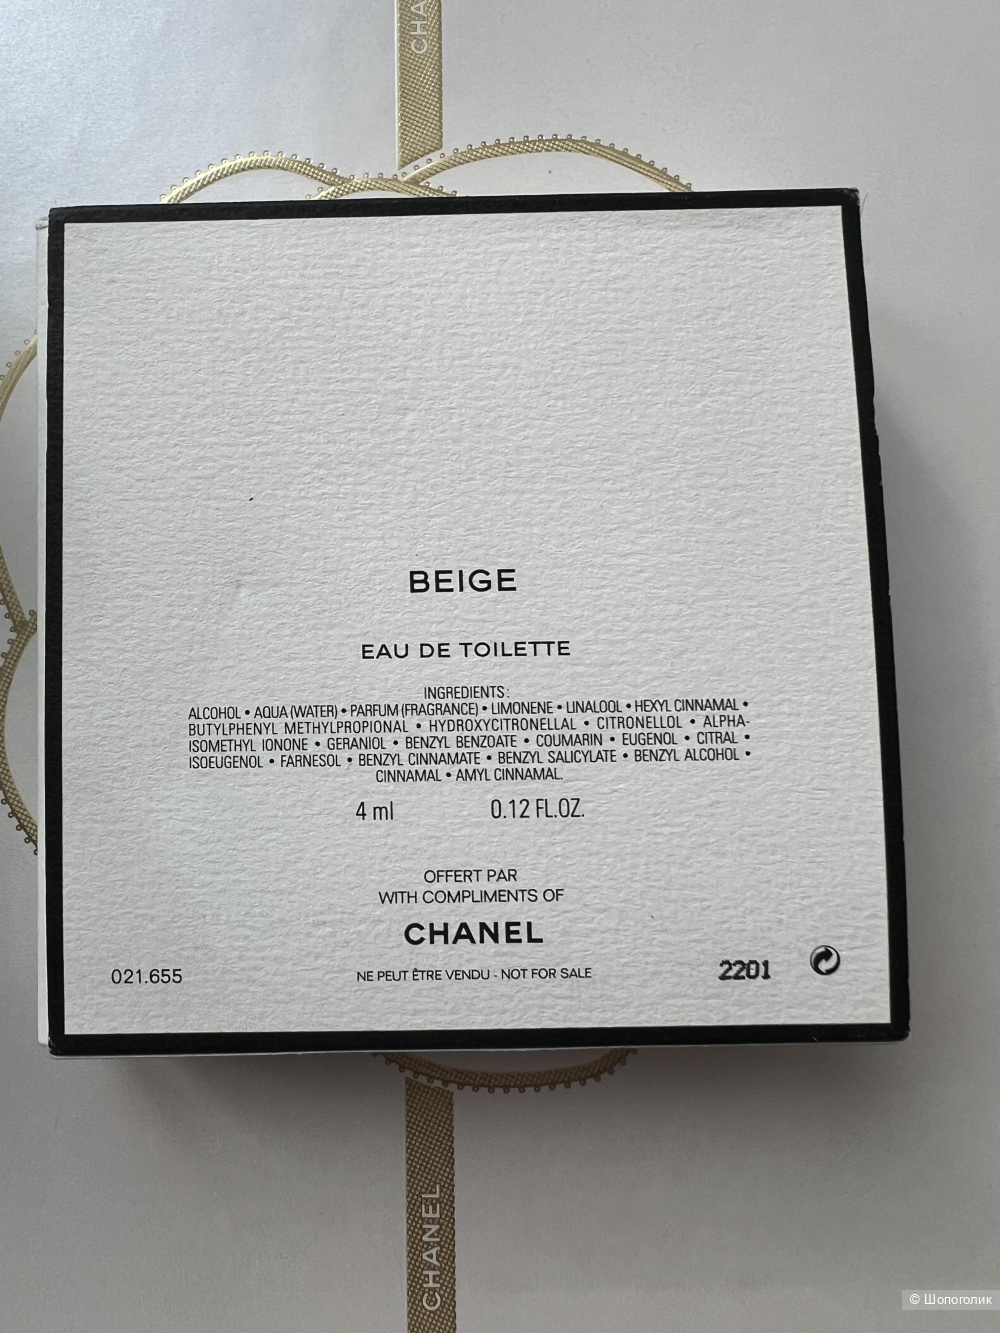 CHA
BEIGE
EAU DE TOILETTE
INGREDIENTS:
ALCOHOL • AQUA (WATER) • PARFUM (FRAGRANCE) • LIMONENE • LINALOOL • HEXYL CINNAMAL •
BUTYLPHENYL METHYLPROPIONAL • HYDROXYCITRONELLAL • CITRONELLOL • ALPHA-
ISOMETHYL IONONE • GERANIOL • BENZYL BENZOATE • COUMARIN • EUGENOL • CITRAL •
ISOEUGENOL • FARNESOL • BENZYL CINNAMATE • BENZYL SALICYLATE • BENZYL ALCOHOL •
CINNAMAL • AMYL CINNAMAL.
4 ml 0.12 FL.OZ.
OFFERT PAR
WITH COMPLIMENTS OF
CHANEL
021.655 NE PEUT ÊTRE VENDU - NOT FOR SALE 2201
CHANEL
© Шопоголик